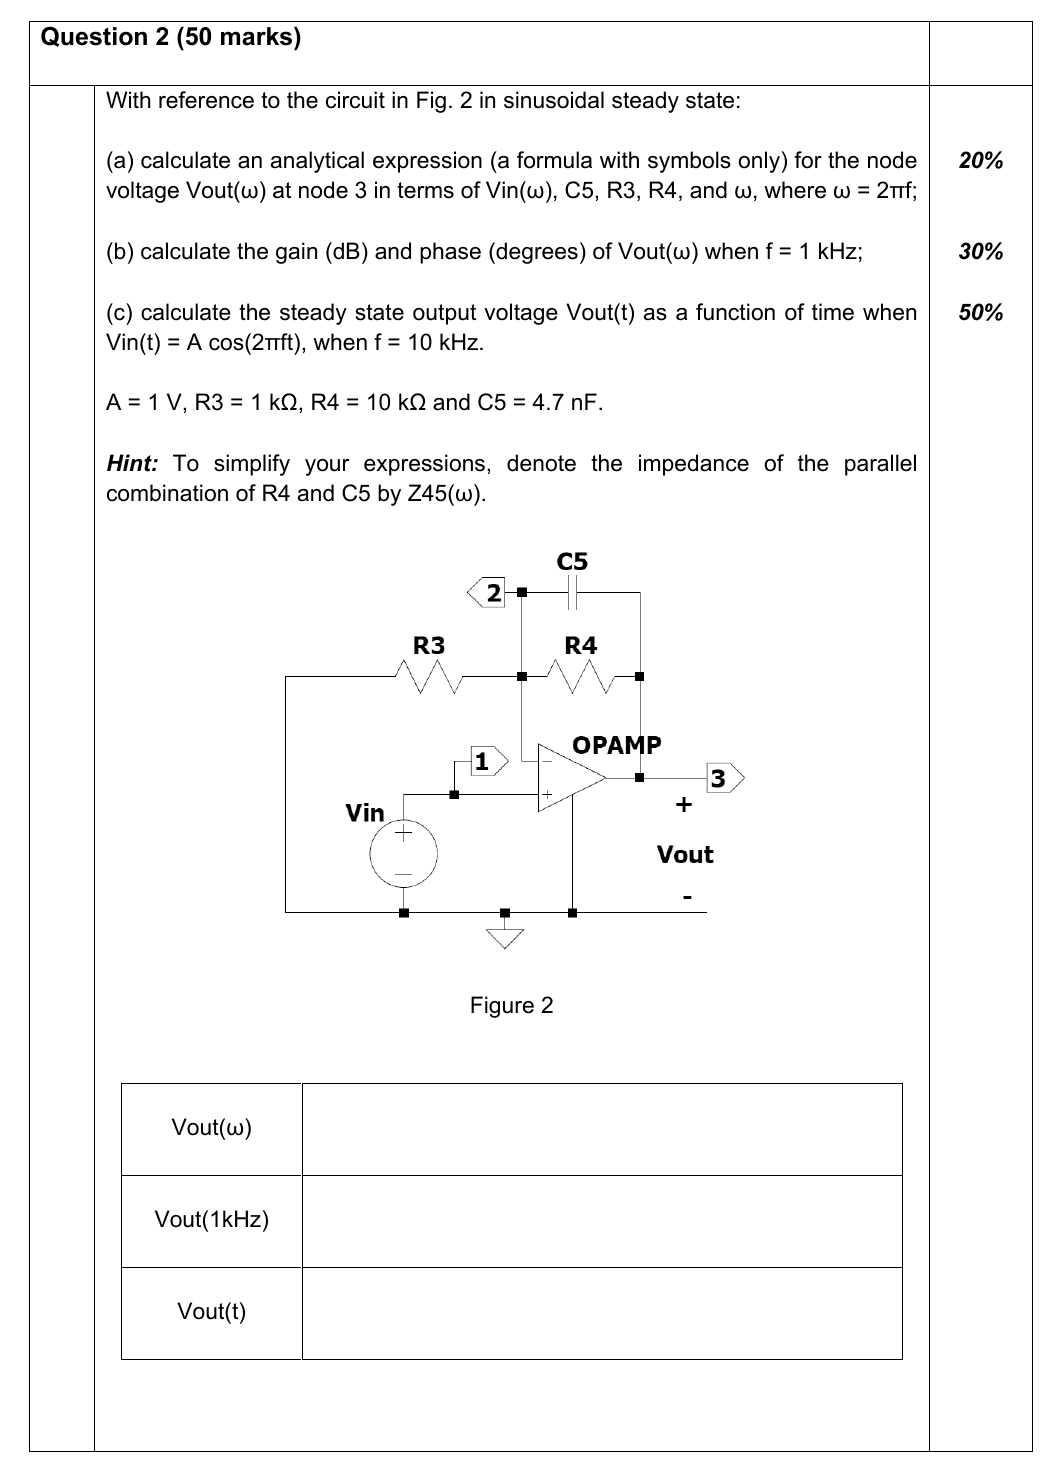 Question 2 (50 marks)
With reference to the circuit in Fig. 2 in sinusoidal steady state:
(a) calculate an analytical expression (a formula with symbols only) for the node 20%
voltage Vout(ω) at node 3 in terms of Vin(ω), C5, R3, R4, and ω, where ω = 2πf;
(b) calculate the gain (dB) and phase (degrees) of Vout(ω) when f = 1 kHz; 30%
(c) calculate the steady state output voltage Vout(t) as a function of time when 50%
Vin(t) = A cos(2πft), when f = 10 kHz.
A = 1 V, R3 = 1 kΩ, R4 = 10 kΩ and C5 = 4.7 nF.
Hint: To simplify your expressions, denote the impedance of the parallel
combination of R4 and C5 by Z45(ω).
C5
2
R3 R4
OPAMP
1
3
Vin
+
Vout
-
Figure 2
Vout(ω)
Vout(1kHz)
Vout(t)